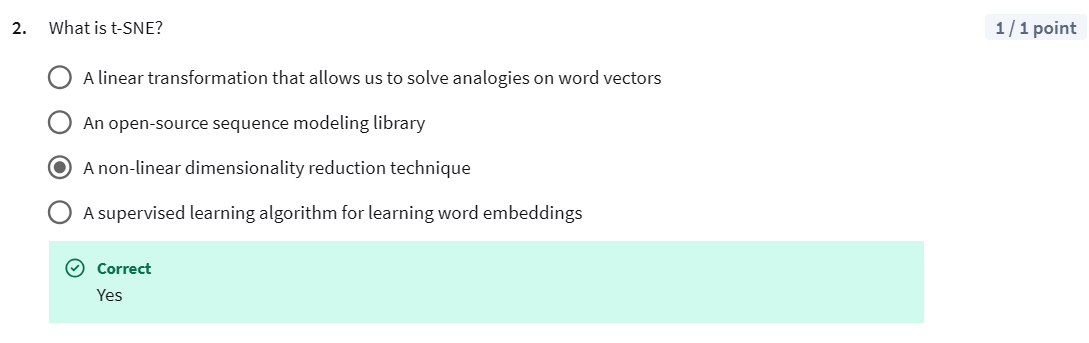 2. What is t-SNE? 1 / 1 point
A linear transformation that allows us to solve analogies on word vectors
An open-source sequence modeling library
A non-linear dimensionality reduction technique
A supervised learning algorithm for learning word embeddings
Correct
Yes